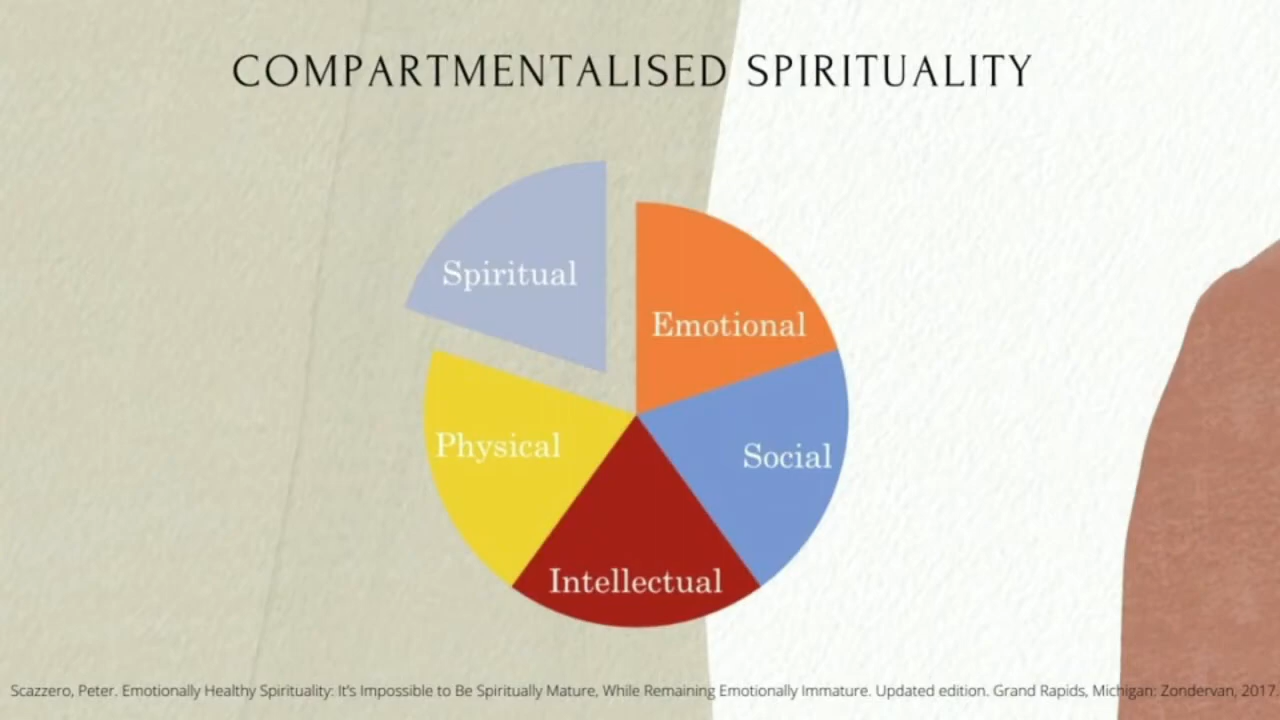 COMPARTMENTALISED SPIRITUALITY
Spiritual
Emotional
Physical
Social
Intellectual
Scazzero, Peter. Emotionally Healthy Spirituality: It's Impossible to Be Spiritually Mature, While Remaining Emotionally Immature. Updated edition. Grand Rapids, Michigan: Zondervan, 2017.